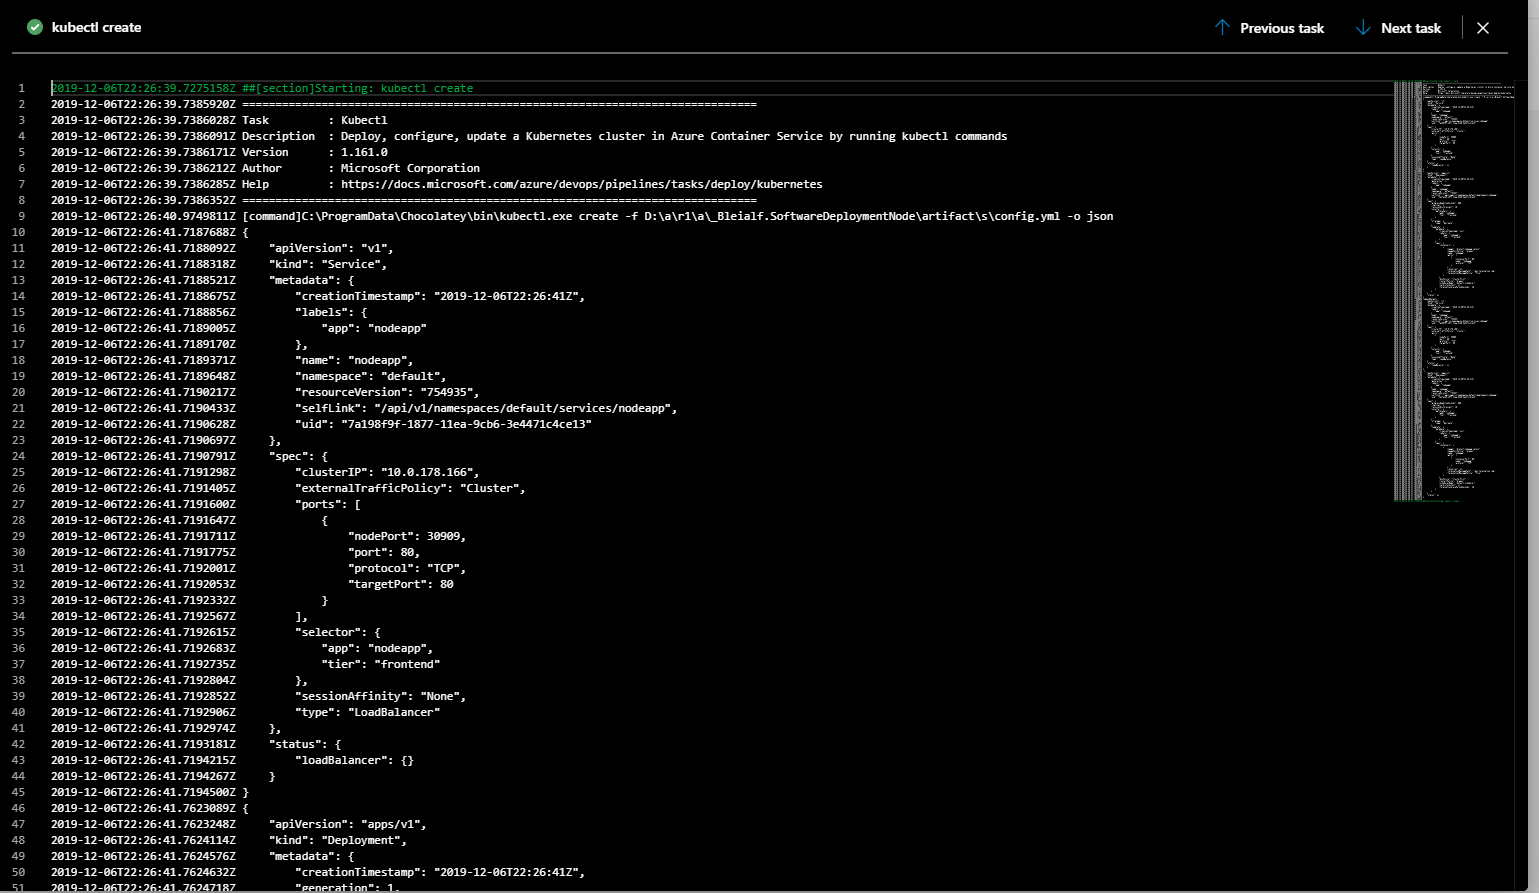 kubectl create
Previous task
Next task
1 2019-12-06T22:26:39.7275158Z ##[section]Starting: kubectl create
2 2019-12-06T22:26:39.7385920Z ==============================================================================
3 2019-12-06T22:26:39.7386028Z Task         : Kubectl
4 2019-12-06T22:26:39.7386091Z Description  : Deploy, configure, update a Kubernetes cluster in Azure Container Service by running kubectl commands
5 2019-12-06T22:26:39.7386171Z Version      : 1.161.0
6 2019-12-06T22:26:39.7386212Z Author       : Microsoft Corporation
7 2019-12-06T22:26:39.7386285Z Help         : https://docs.microsoft.com/azure/devops/pipelines/tasks/deploy/kubernetes
8 2019-12-06T22:26:39.7386352Z ==============================================================================
9 2019-12-06T22:26:40.9749811Z [command]C:\ProgramData\Chocolatey\bin\kubectl.exe create -f D:\a\r1\a\_Bleialf.SoftwareDeploymentNode\artifact\s\config.yml -o json
10 2019-12-06T22:26:41.7187688Z {
11 2019-12-06T22:26:41.7188092Z     "apiVersion": "v1",
12 2019-12-06T22:26:41.7188318Z     "kind": "Service",
13 2019-12-06T22:26:41.7188521Z     "metadata": {
14 2019-12-06T22:26:41.7188675Z         "creationTimestamp": "2019-12-06T22:26:41Z",
15 2019-12-06T22:26:41.7188856Z         "labels": {
16 2019-12-06T22:26:41.7189005Z             "app": "nodeapp"
17 2019-12-06T22:26:41.7189170Z         },
18 2019-12-06T22:26:41.7189371Z         "name": "nodeapp",
19 2019-12-06T22:26:41.7189648Z         "namespace": "default",
20 2019-12-06T22:26:41.7190217Z         "resourceVersion": "754935",
21 2019-12-06T22:26:41.7190433Z         "selfLink": "/api/v1/namespaces/default/services/nodeapp",
22 2019-12-06T22:26:41.7190628Z         "uid": "7a198f9f-1877-11ea-9cb6-3e4471c4ce13"
23 2019-12-06T22:26:41.7190697Z     },
24 2019-12-06T22:26:41.7190791Z     "spec": {
25 2019-12-06T22:26:41.7191298Z         "clusterIP": "10.0.178.166",
26 2019-12-06T22:26:41.7191405Z         "externalTrafficPolicy": "Cluster",
27 2019-12-06T22:26:41.7191600Z         "ports": [
28 2019-12-06T22:26:41.7191647Z             {
29 2019-12-06T22:26:41.7191711Z                 "nodePort": 30909,
30 2019-12-06T22:26:41.7191775Z                 "port": 80,
31 2019-12-06T22:26:41.7192001Z                 "protocol": "TCP",
32 2019-12-06T22:26:41.7192053Z                 "targetPort": 80
33 2019-12-06T22:26:41.7192332Z             }
34 2019-12-06T22:26:41.7192567Z         ],
35 2019-12-06T22:26:41.7192615Z         "selector": {
36 2019-12-06T22:26:41.7192683Z             "app": "nodeapp",
37 2019-12-06T22:26:41.7192735Z             "tier": "frontend"
38 2019-12-06T22:26:41.7192804Z         },
39 2019-12-06T22:26:41.7192852Z         "sessionAffinity": "None",
40 2019-12-06T22:26:41.7192906Z         "type": "LoadBalancer"
41 2019-12-06T22:26:41.7192974Z     },
42 2019-12-06T22:26:41.7193181Z     "status": {
43 2019-12-06T22:26:41.7194215Z         "loadBalancer": {}
44 2019-12-06T22:26:41.7194267Z     }
45 2019-12-06T22:26:41.7194500Z }
46 2019-12-06T22:26:41.7623089Z {
47 2019-12-06T22:26:41.7623248Z     "apiVersion": "apps/v1",
48 2019-12-06T22:26:41.7624114Z     "kind": "Deployment",
49 2019-12-06T22:26:41.7624576Z     "metadata": {
50 2019-12-06T22:26:41.7624632Z         "creationTimestamp": "2019-12-06T22:26:41Z",
51 2019-12-06T22:26:41.7624718Z         "generation": 1,